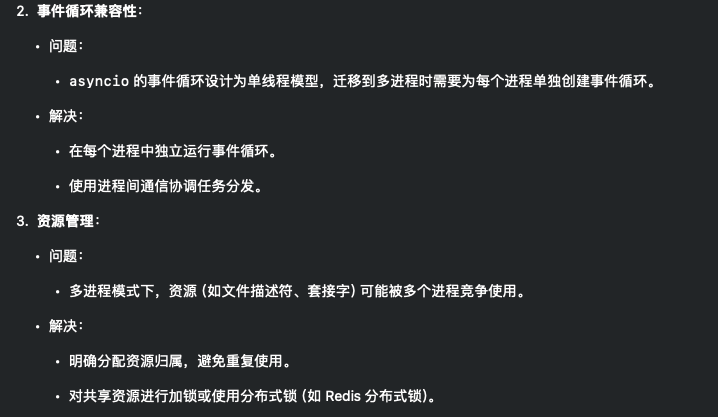 2. 事件循环兼容性：
• 问题：
• asyncio 的事件循环设计为单线程模型，迁移到多进程时需要为每个进程单独创建事件循环。
• 解决：
• 在每个进程中独立运行事件循环。
• 使用进程间通信协调任务分发。
3. 资源管理：
• 问题：
• 多进程模式下，资源 (如文件描述符、套接字) 可能被多个进程竞争使用。
• 解决：
• 明确分配资源归属，避免重复使用。
• 对共享资源进行加锁或使用分布式锁 (如 Redis 分布式锁)。